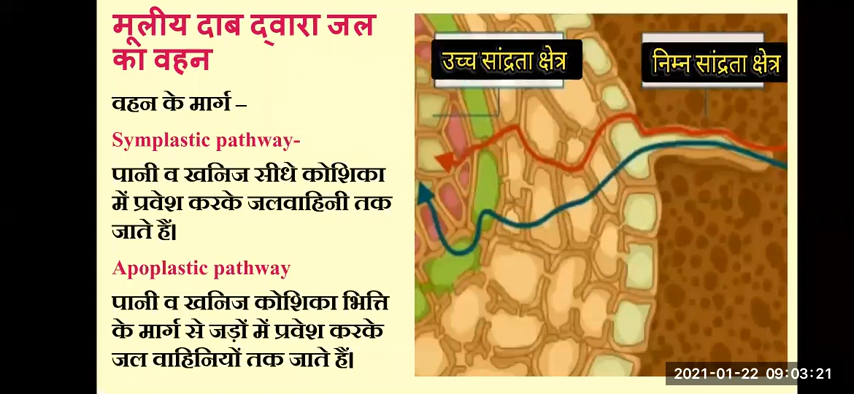 मूलीय दाब द्वारा जल
का वहन
वहन के मार्ग –
Symplastic pathway-
पानी व खनिज सीधे कोशिका
में प्रवेश करके जलवाहिनी तक
जाते हैं।
Apoplastic pathway
पानी व खनिज कोशिका भित्ति
के मार्ग से जड़ों में प्रवेश करके
जल वाहिनियों तक जाते हैं।
उच्च सांद्रता क्षेत्र
निम्न सांद्रता क्षेत्र
2021-01-22 09:03:21